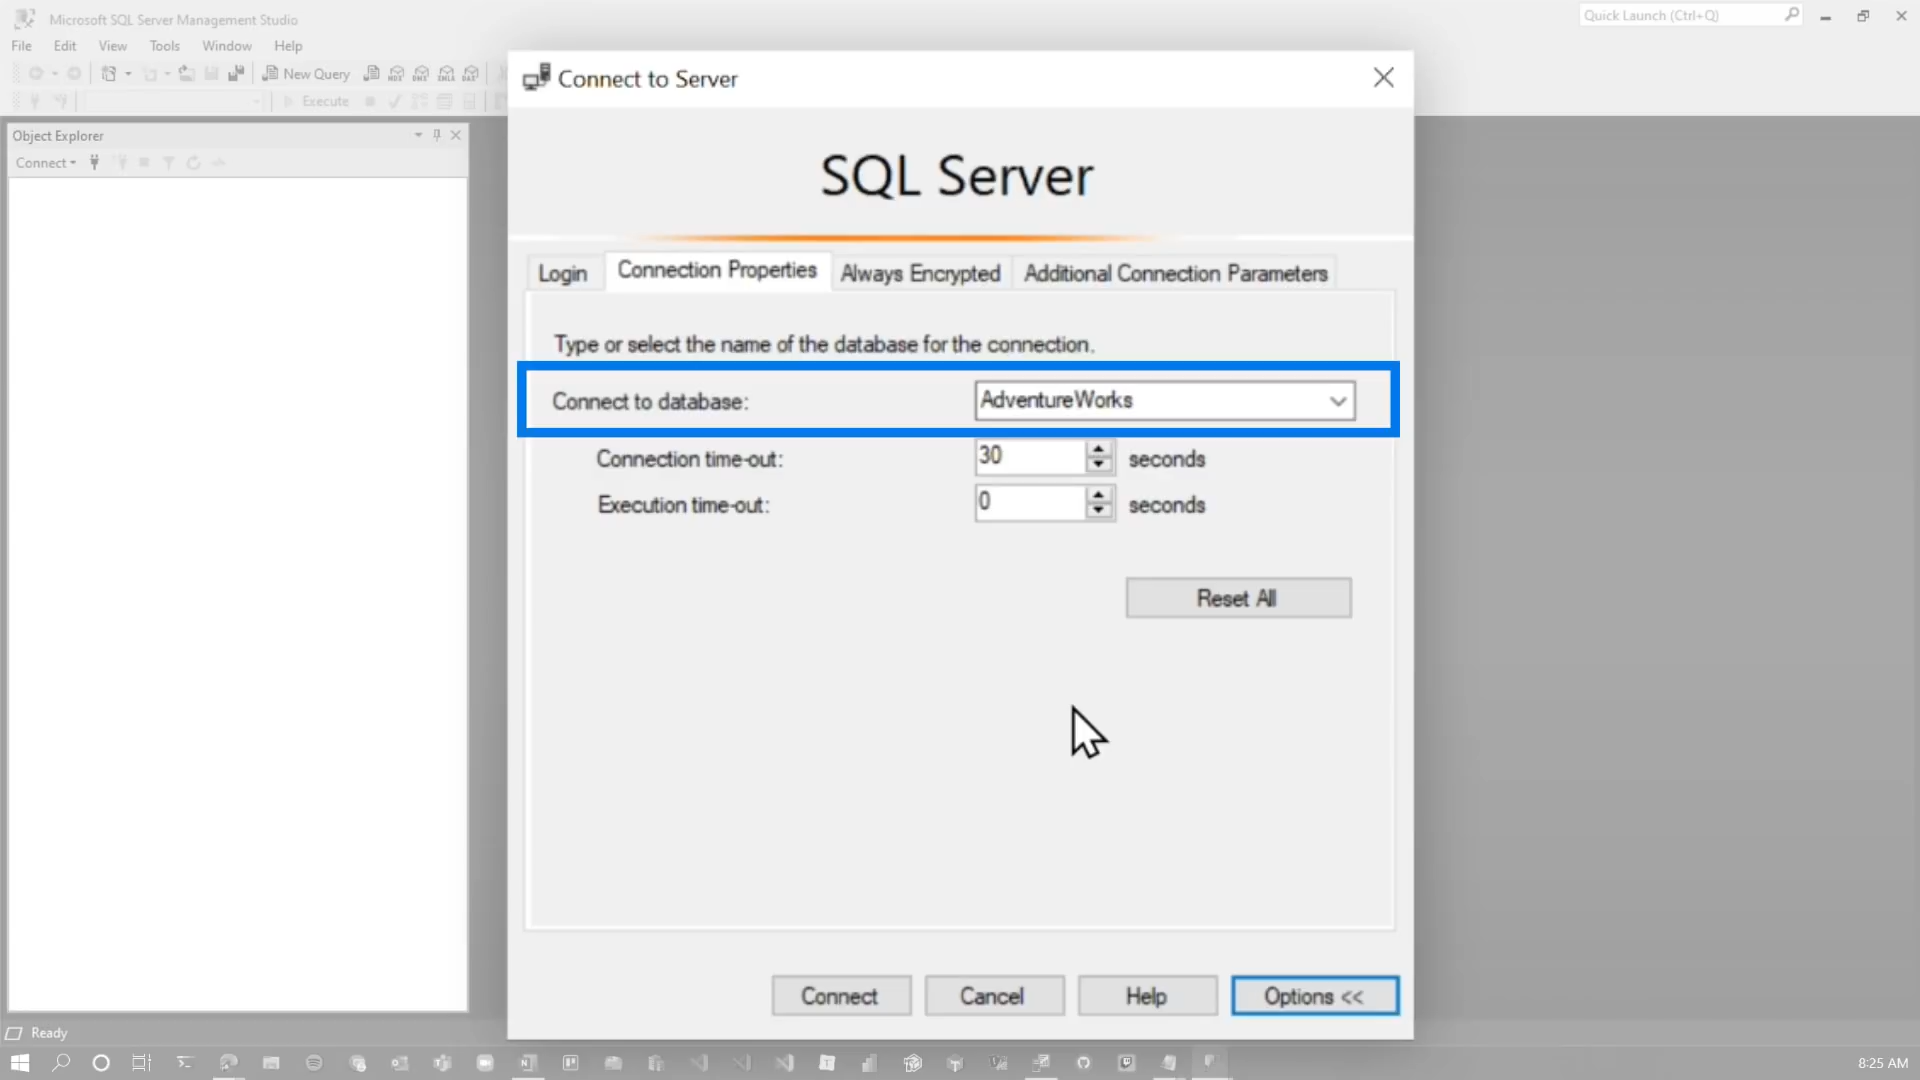 Microsoft SQL Server Management Studio
Quick Launch (Ctrl+Q)
File Edit View Tools Window Help
New Query
Execute
Object Explorer
Connect
Connect to Server
SQL Server
Login Connection Properties Always Encrypted Additional Connection Parameters
Type or select the name of the database for the connection.
Connect to database: AdventureWorks
Connection time-out: 30 seconds
Execution time-out: 0 seconds
Reset All
Connect Cancel Help Options <<
Ready
8:25 AM